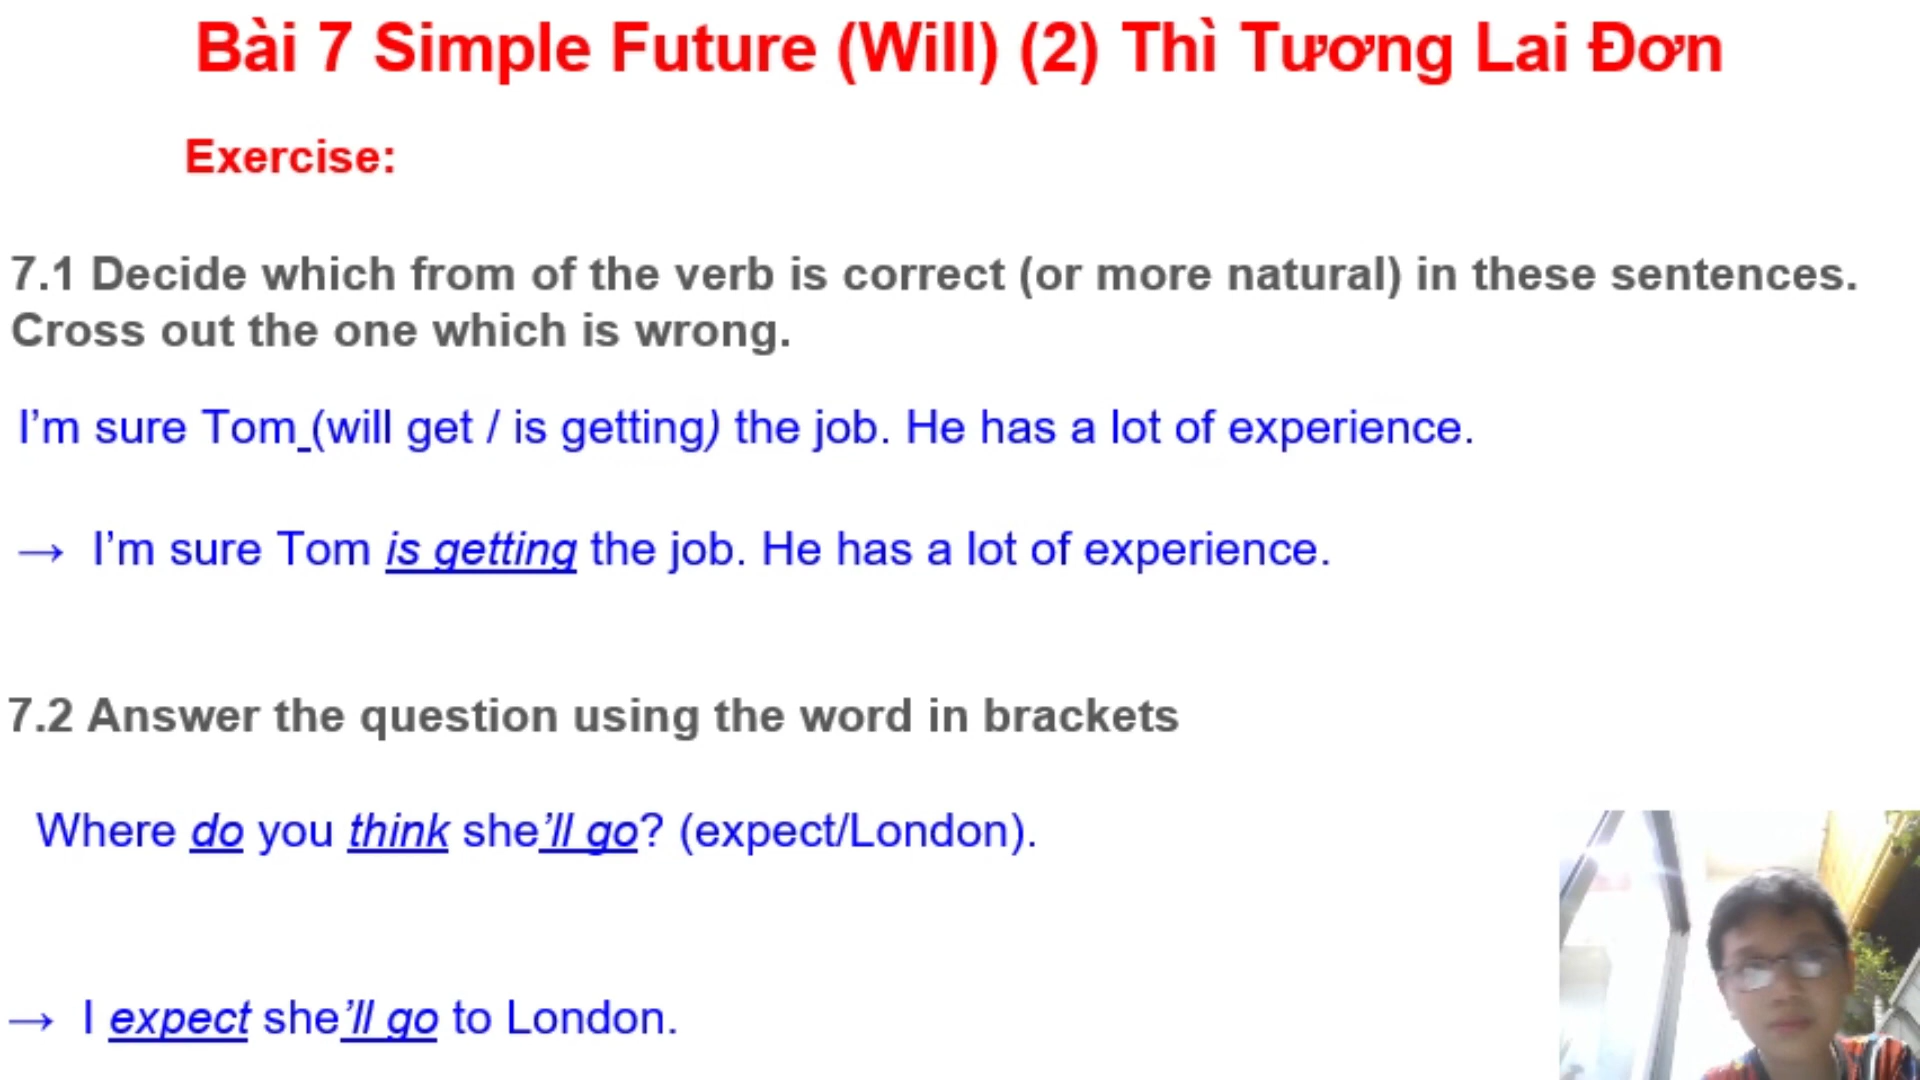 Bài 7 Simple Future (Will) (2) Thì Tương Lai Đơn
Exercise:
7.1 Decide which from of the verb is correct (or more natural) in these sentences.
Cross out the one which is wrong.
I’m sure Tom (will get / is getting) the job. He has a lot of experience.
→ I’m sure Tom is getting the job. He has a lot of experience.
7.2 Answer the question using the word in brackets
Where do you think she’ll go? (expect/London).
→ I expect she’ll go to London.